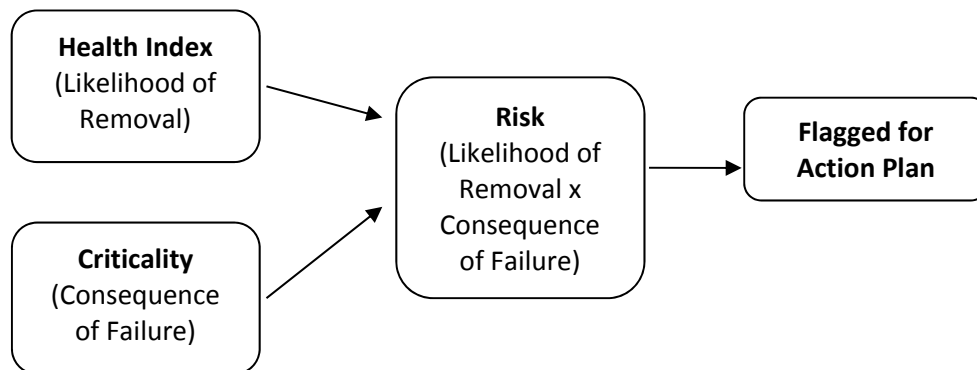 Health Index
(Likelihood of
Removal)
Criticality
(Consequence
of Failure)
Risk
(Likelihood of
Removal x
Consequence
of Failure)
Flagged for
Action Plan